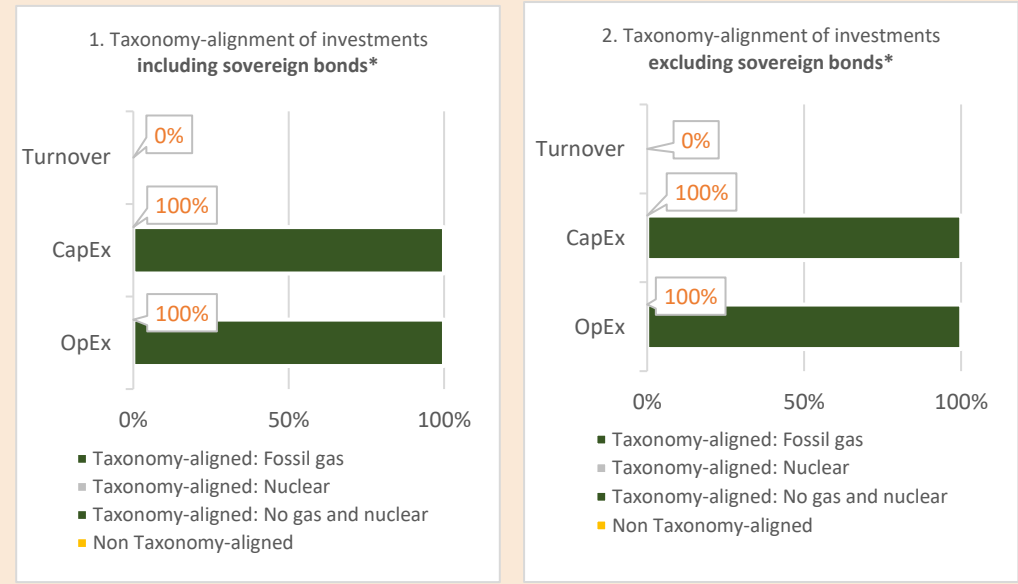 1. Taxonomy-alignment of investments
including sovereign bonds*
Turnover
0%
100%
CapEx
100%
OpEx
0% 50% 100%
Taxonomy-aligned: Fossil gas
Taxonomy-aligned: Nuclear
Taxonomy-aligned: No gas and nuclear
Non Taxonomy-aligned
2. Taxonomy-alignment of investments
excluding sovereign bonds*
Turnover
0%
100%
CapEx
100%
OpEx
0% 50% 100%
Taxonomy-aligned: Fossil gas
Taxonomy-aligned: Nuclear
Taxonomy-aligned: No gas and nuclear
Non Taxonomy-aligned